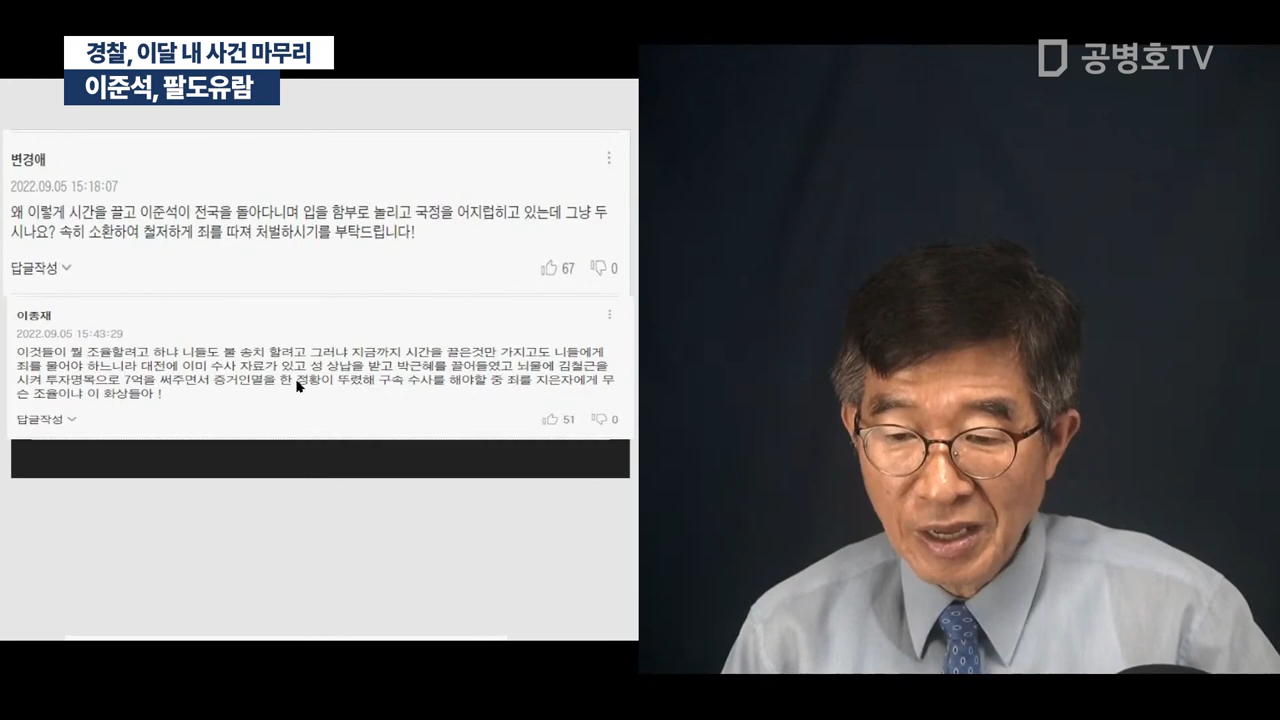 경찰, 이달 내 사건 마무리
이준석, 팔도유람
공병호TV
변경애
2022.09.05 15:18:07
왜 이렇게 시간을 끌고 이준석이 전국을 돌아다니며 입을 함부로 놀리고 국정을 어지럽히고 있는데 그냥 두
시나요? 속히 소환하여 철저하게 죄를 따져 처벌하시기를 부탁드립니다!
답글작성
67
0
이종재
2022.09.05 15:43:29
이것들이 뭘 조율할려고 하냐 니들도 불 송치 할려고 그러냐 지금까지 시간을 끌은것만 가지고도 니들에게
죄를 물어야 하느니라 대전에 이미 수사 자료가 있고 성 상납을 받고 박근혜를 끌어들였고 뇌물에 김철근을
시켜 투자명목으로 7억을 써주면서 증거인멸을 한 정황이 뚜렸해 구속 수사를 해야할 중 죄를 지은자에게 무
슨 조율이냐 이 화상들아 !
답글작성
51
0